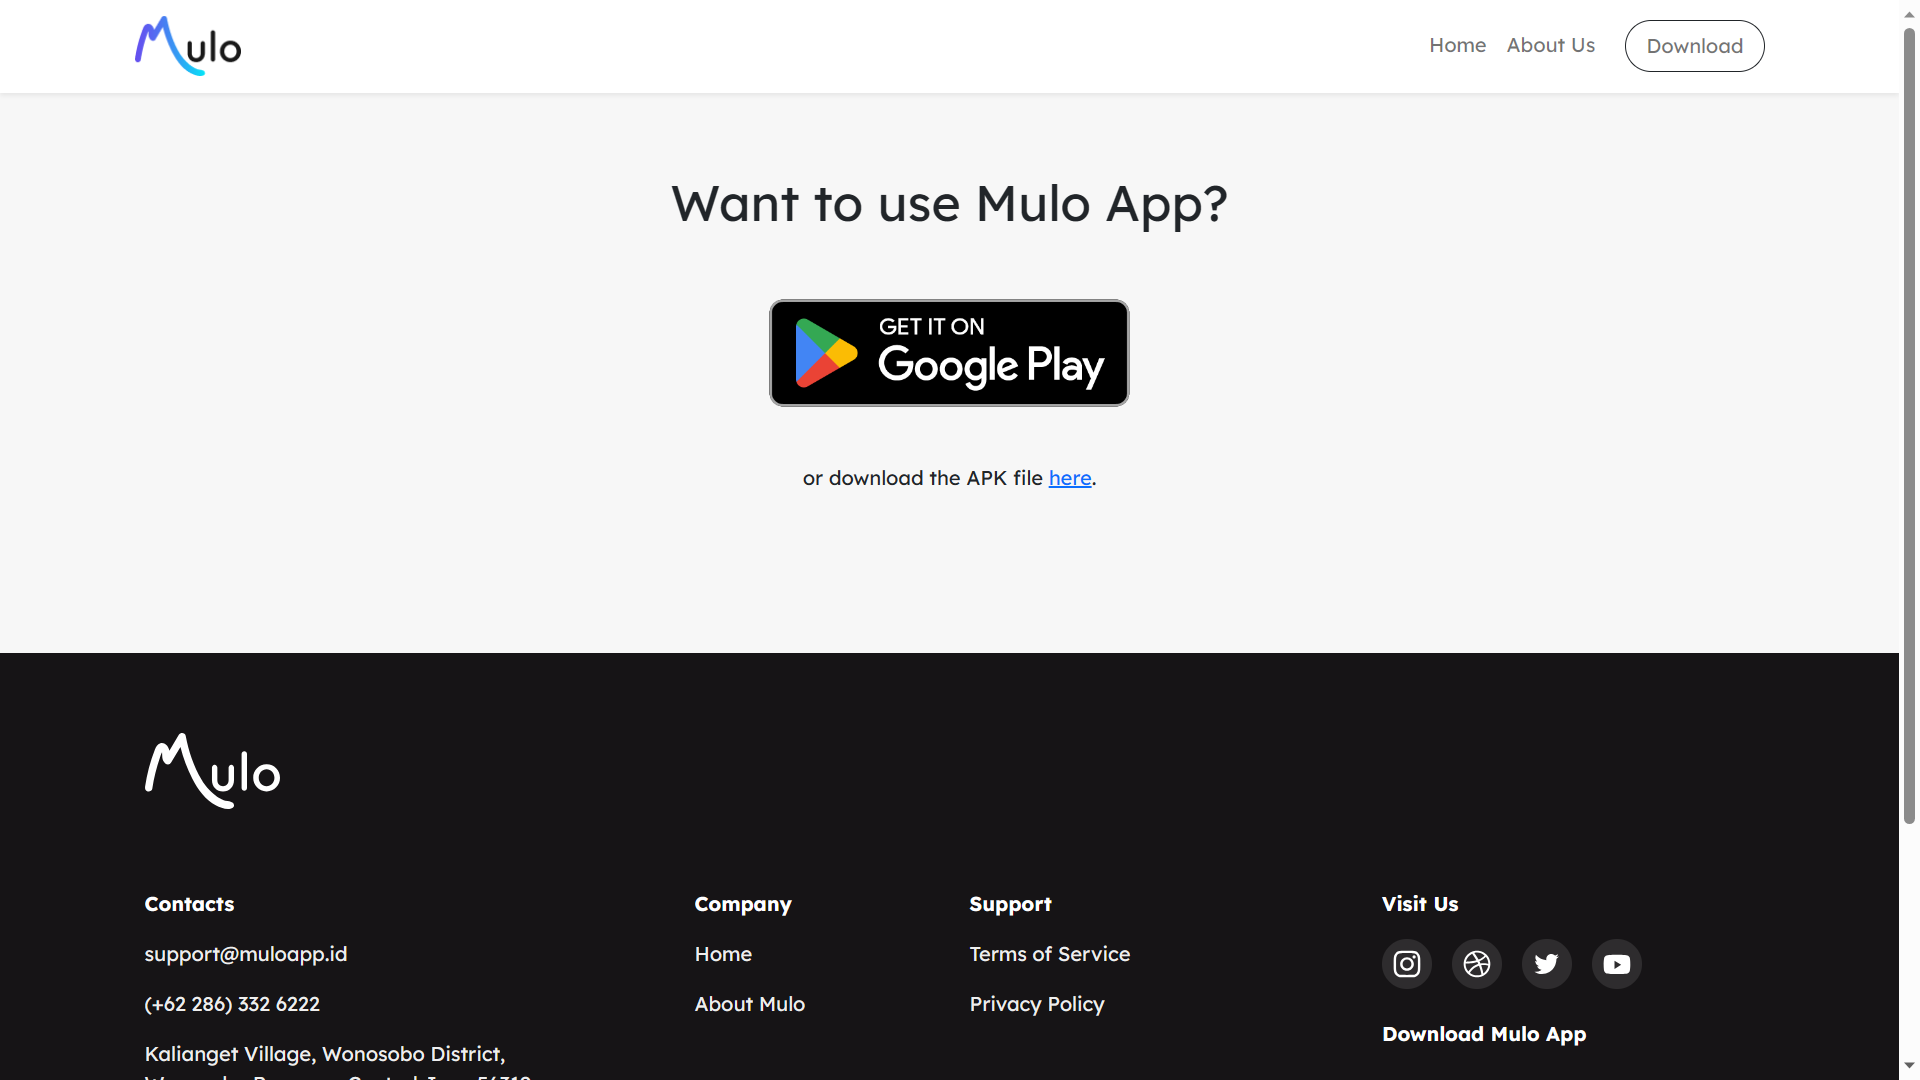 Mulo
Home
About Us
Download
Want to use Mulo App?
GET IT ON
Google Play
or download the APK file here.
Mulo
Contacts
support@muloapp.id
(+62 286) 332 6222
Kalianget Village, Wonosobo District,
Company
Home
About Mulo
Support
Terms of Service
Privacy Policy
Visit Us
Download Mulo App